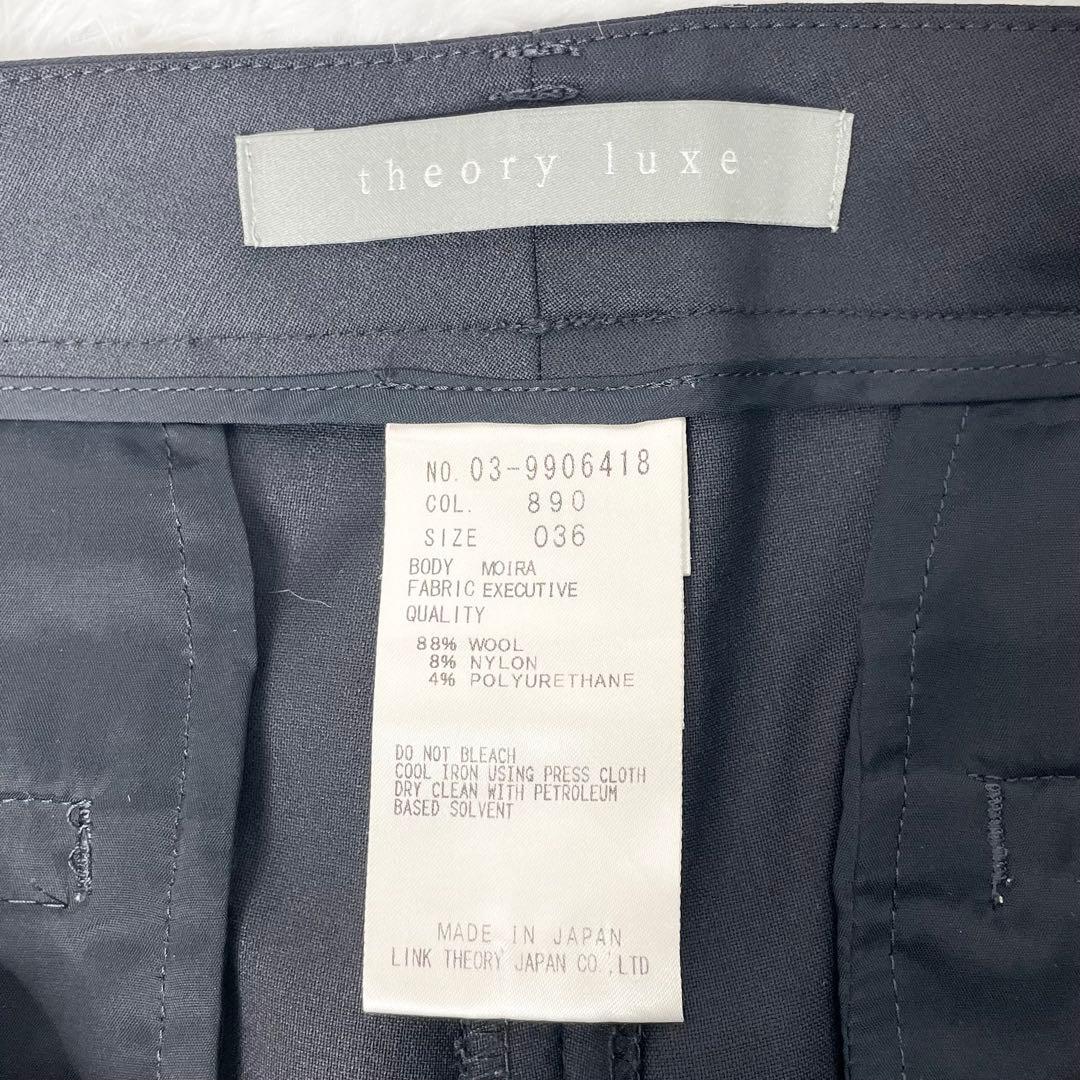 theory luxe
NO. 03-9906418
COL. 890
SIZE 036
BODY MOIRA
FABRIC EXECUTIVE
QUALITY
88% WOOL
8% NYLON
4% POLYURETHANE
DO NOT BLEACH
COOL IRON USING PRESS CLOTH
DRY CLEAN WITH PETROLEUM
BASED SOLVENT
MADE IN JAPAN
LINK THEORY JAPAN CO.,LTD